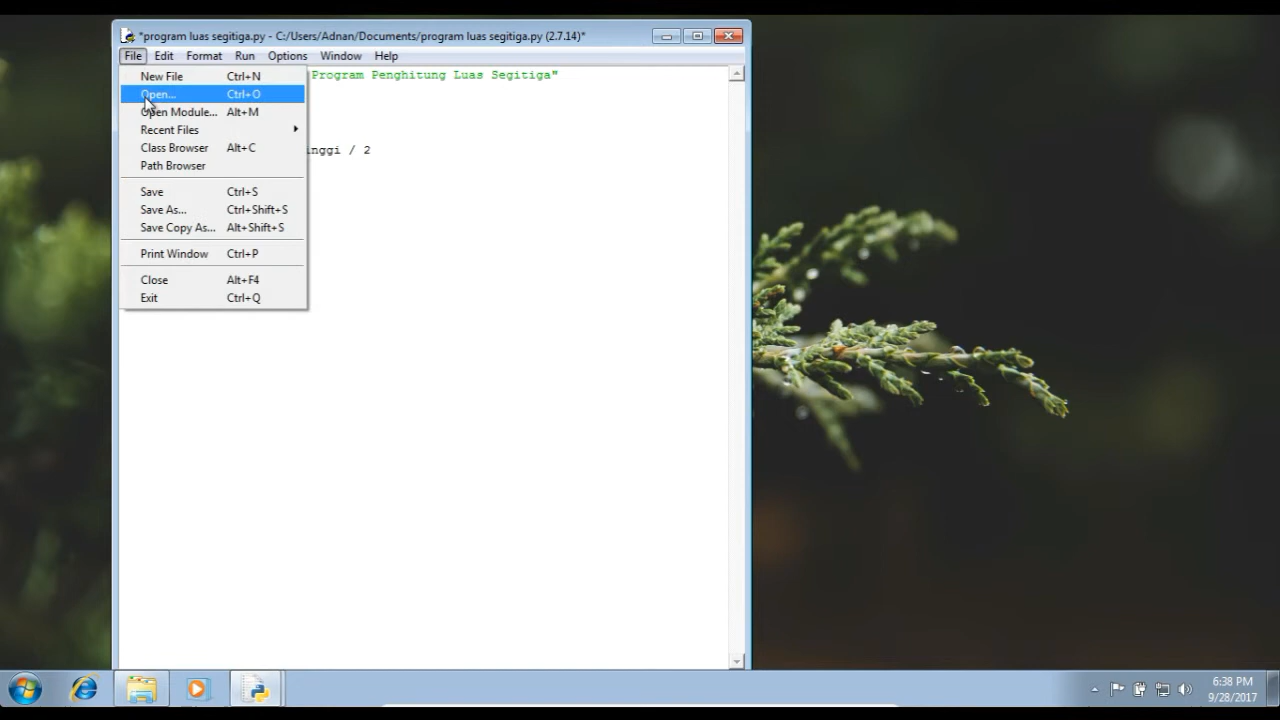 *program luas segitiga.py - C:/Users/Adnan/Documents/program luas segitiga.py (2.7.14)*
File Edit Format Run Options Window Help
New File Ctrl+N
Program Penghitung Luas Segitiga"
Open... Ctrl+O
Open Module... Alt+M
Recent Files
Class Browser Alt+C
inggi / 2
Path Browser
Save Ctrl+S
Save As... Ctrl+Shift+S
Save Copy As... Alt+Shift+S
Print Window Ctrl+P
Close Alt+F4
Exit Ctrl+Q
6:38 PM
9/28/2017